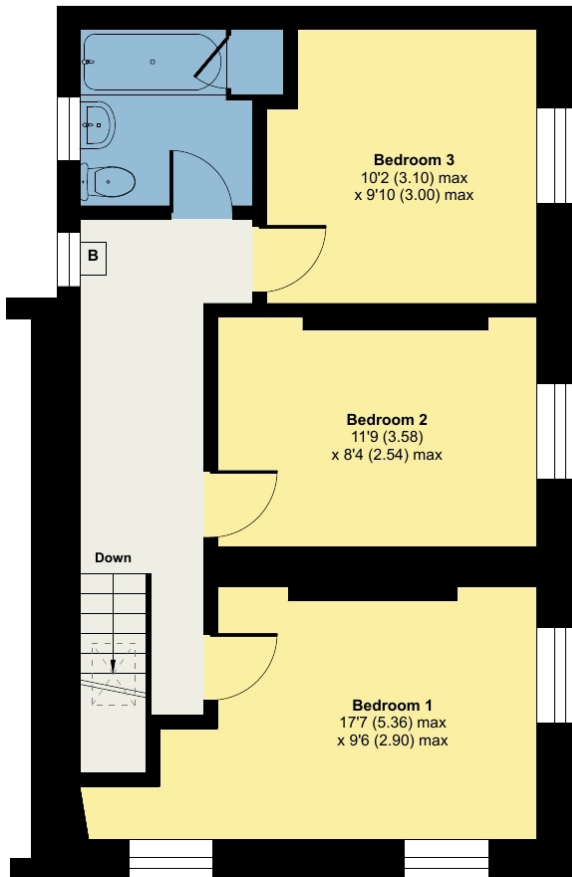 Bedroom 3
10'2 (3.10) max
x 9'10 (3.00) max
B
Bedroom 2
11'9 (3.58)
x 8'4 (2.54) max
Down
Bedroom 1
17'7 (5.36) max
x 9'6 (2.90) max